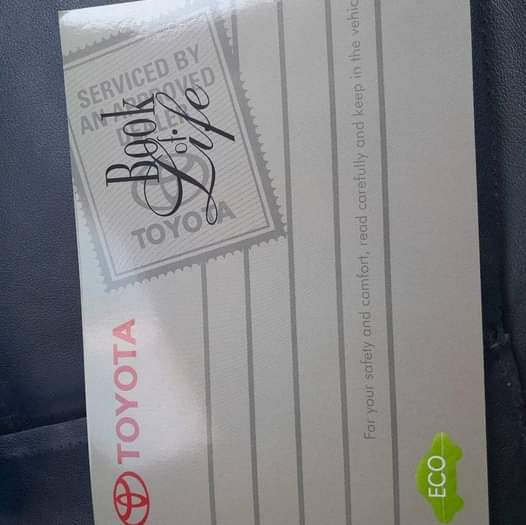 SERVICED BY
AN APPROVED
DEALER
TOYOTA
Book
of
Life
TOYOTA
For your safety and comfort, read carefully and keep in the vehic
ECO